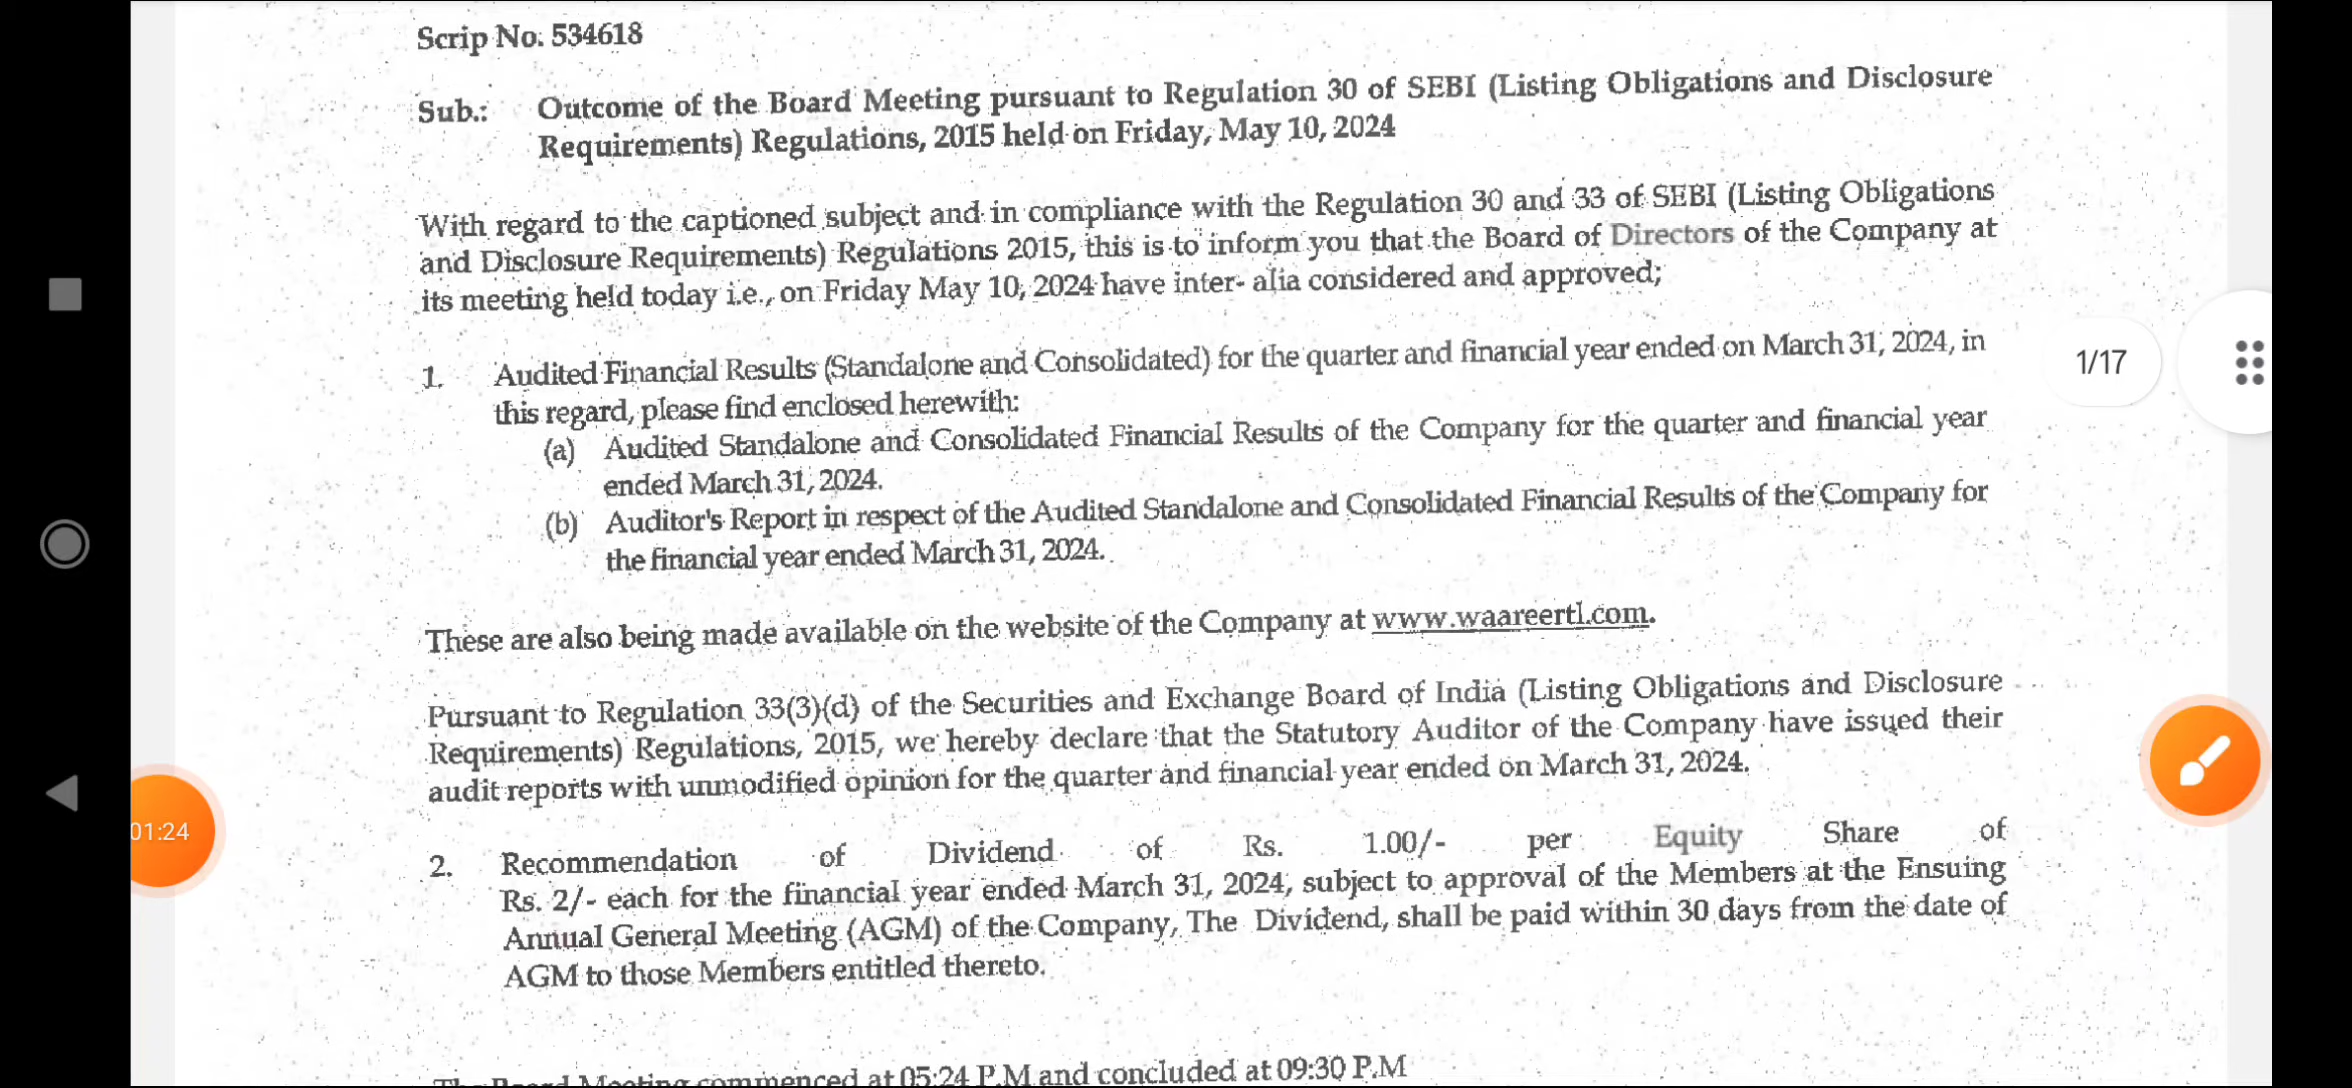 Scrip No. 534618
Sub.: Outcome of the Board Meeting pursuant to Regulation 30 of SEBI (Listing Obligations and Disclosure
Requirements) Regulations, 2015 held on Friday, May 10, 2024
With regard to the captioned subject and in compliance with the Regulation 30 and 33 of SEBI (Listing Obligations
and Disclosure Requirements) Regulations 2015, this is to inform you that the Board of Directors of the Company at
its meeting held today i.e., on Friday May 10, 2024 have inter- alia considered and approved;
1. Audited Financial Results (Standalone and Consolidated) for the quarter and financial year ended on March 31, 2024, in
this regard, please find enclosed herewith:
(a) Audited Standalone and Consolidated Financial Results of the Company for the quarter and financial year
ended March 31, 2024.
(b) Auditor's Report in respect of the Audited Standalone and Consolidated Financial Results of the Company for
the financial year ended March 31, 2024.
These are also being made available on the website of the Company at www.waareertl.com.
Pursuant to Regulation 33(3)(d) of the Securities and Exchange Board of India (Listing Obligations and Disclosure
Requirements) Regulations, 2015, we hereby declare that the Statutory Auditor of the Company have issued their
audit reports with unmodified opinion for the quarter and financial year ended on March 31, 2024.
2. Recommendation of Dividend of Rs. 1.00/- per Equity Share of
Rs. 2/- each for the financial year ended March 31, 2024, subject to approval of the Members at the Ensuing
Annual General Meeting (AGM) of the Company, The Dividend, shall be paid within 30 days from the date of
AGM to those Members entitled thereto.
The Board Meeting commenced at 05:24 P.M and concluded at 09:30 P.M
1/17
01:24